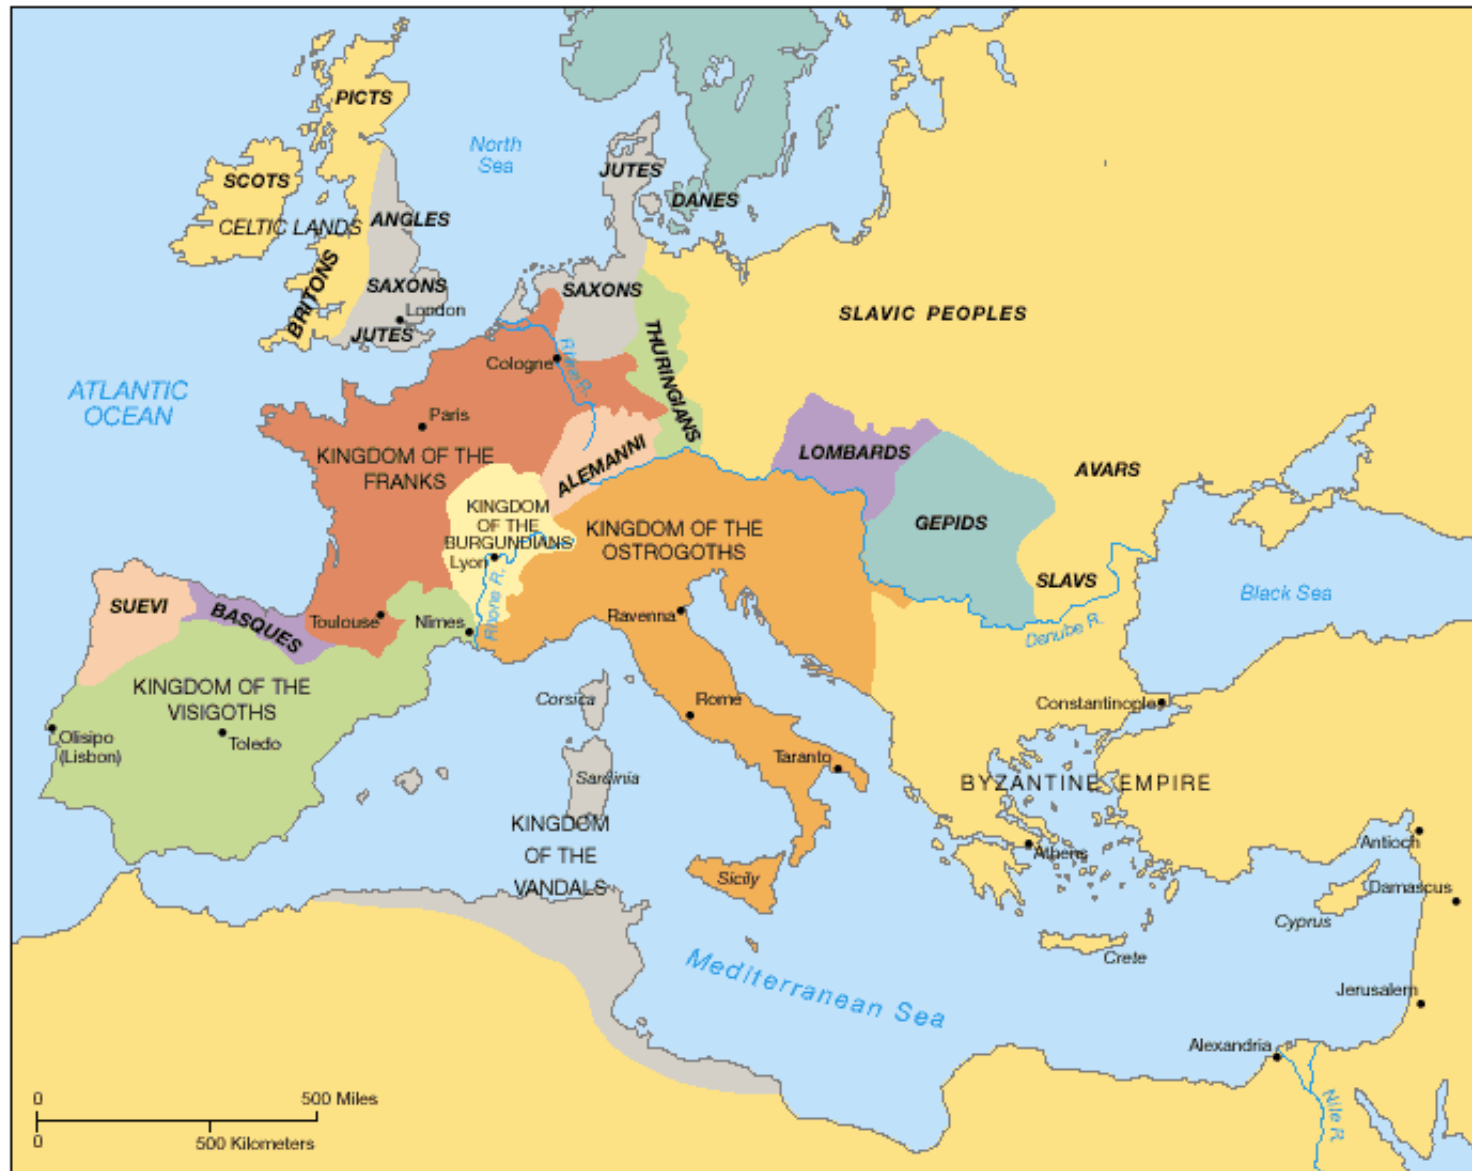 PICTS
North
Sea
SCOTS
JUTES
DANES
CELTIC LANDS
ANGLES
BRITONS
SAXONS
SAXONS
London
JUTES
SLAVIC PEOPLES
THURINGIANS
Rhine R.
Cologne
ATLANTIC
OCEAN
Paris
KINGDOM OF THE
FRANKS
ALEMANNI
LOMBARDS
AVARS
KINGDOM
OF THE
BURGUNDIANS
Lyon
KINGDOM OF THE
OSTROGOTHS
GEPIDS
SLAVS
Black Sea
SUEVI
BASQUES
Toulouse
Nimes
Rhone R.
Ravenna
Danube R.
KINGDOM OF THE
VISIGOTHS
Corsica
Rome
Constantinople
Olisipo
(Lisbon)
Toledo
Sardinia
Taranto
BYZANTINE EMPIRE
KINGDOM
OF THE
VANDALS
Sicily
Athens
Antioch
Damascus
Cyprus
Crete
Mediterranean Sea
Jerusalem
Alexandria
Nile R.
0 500 Miles
0 500 Kilometers